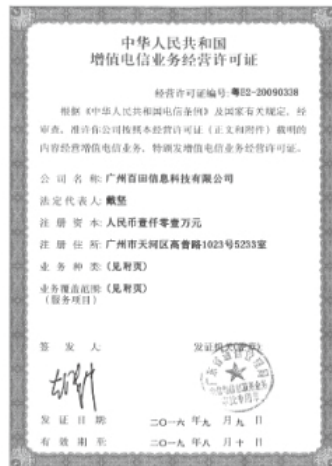 中华人民共和国
增值电信业务经营许可证
经营许可证编号:粤B2-20090338
根据《中华人民共和国电信条例》及国家有关规定，经
审查，准许你公司按照本经营许可证（正文和附件）载明的
内容经营增值电信业务，特颁发增值电信业务经营许可证。
公 司 名 称:广州百田信息科技有限公司
法定代表人:戴坚
注 册 资 本:人民币壹仟零壹万元
注 册 住 所:广州市天河区高普路1023号5233室
业 务 种 类:(见附页)
业务覆盖范围:(见附页)
(服务项目)
签 发 人
发证机关(盖章)
发 证 日 期:
二〇一六 年九 月九 日
有 效 期 至:
二〇一九 年八 月十 日